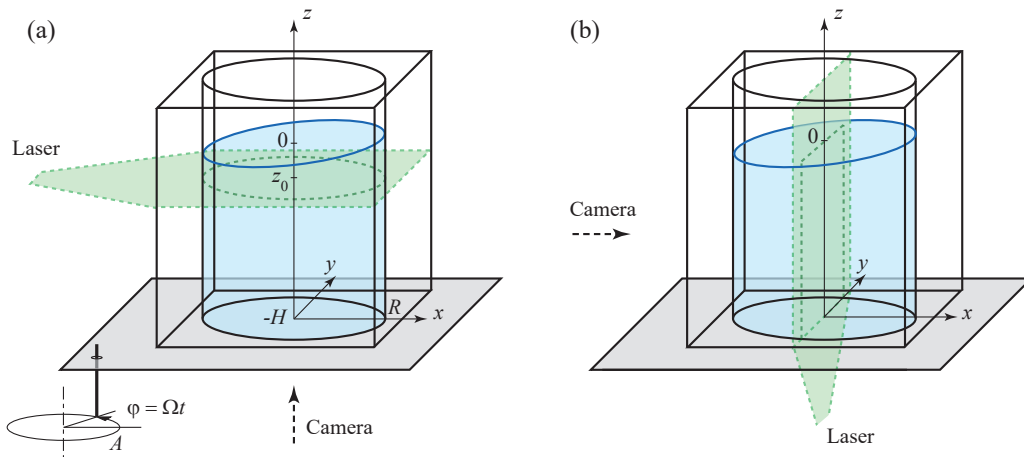 (a)
z
Laser
0
z₀
y
-H
R
x
φ = Ωt
A
Camera
(b)
z
0
Camera
y
x
Laser